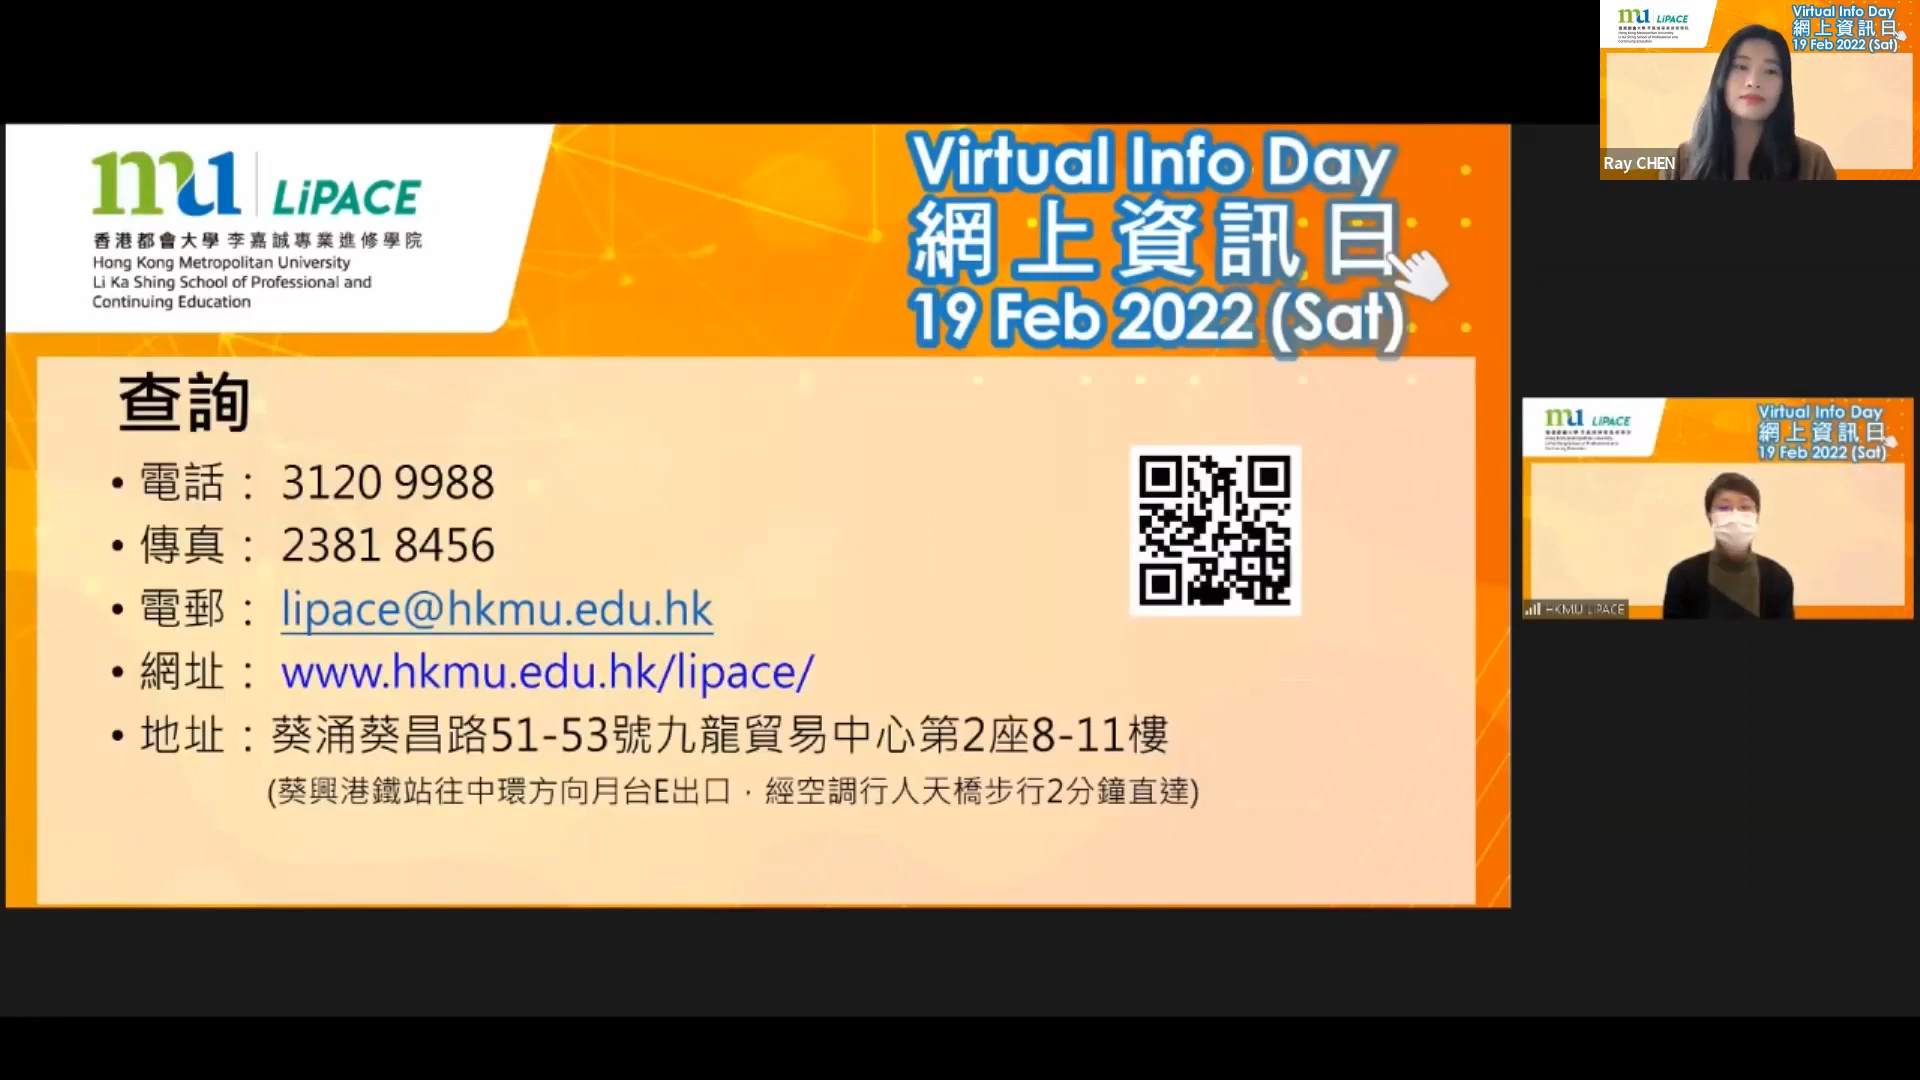 mu LiPACE
香港都會大學 李嘉誠專業進修學院
Hong Kong Metropolitan University
Li Ka Shing School of Professional and
Continuing Education
Virtual Info Day
網上資訊日
19 Feb 2022 (Sat)
查詢
• 電話： 3120 9988
• 傳真： 2381 8456
• 電郵： lipace@hkmu.edu.hk
• 網址： www.hkmu.edu.hk/lipace/
• 地址：葵涌葵昌路51-53號九龍貿易中心第2座8-11樓
(葵興港鐵站往中環方向月台E出口，經空調行人天橋步行2分鐘直達)
mu LiPACE
Virtual Info Day
網上資訊日
19 Feb 2022 (Sat)
Ray CHEN
mu LiPACE
Virtual Info Day
網上資訊日
19 Feb 2022 (Sat)
HKMU LiPACE